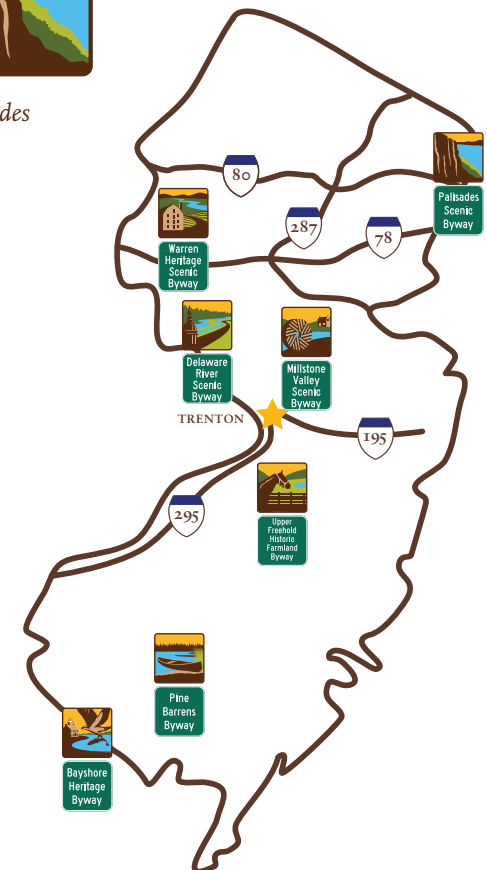 des
80
Palisades
Scenic
Byway
287
78
Warren
Heritage
Scenic
Byway
Delaware
River
Scenic
Byway
Millstone
Valley
Scenic
Byway
TRENTON
195
Upper
Freehold
Historic
Farmland
Byway
295
Pine
Barrens
Byway
Bayshore
Heritage
Byway